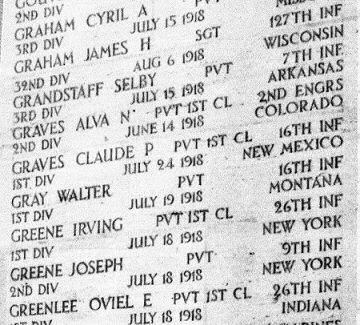 2ND DIV
GRAHAM CYRIL A PVT
3RD DIV JULY 15 1918
127TH INF
GRAHAM JAMES H SGT WISCONSIN
32ND DIV AUG 6 1918
7TH INF
GRANDSTAFF SELBY PVT ARKANSAS
3RD DIV JULY 15 1918
2ND ENGRS
GRAVES ALVA N PVT 1ST CL COLORADO
2ND DIV JUNE 14 1918
16TH INF
GRAVES CLAUDE P PVT 1ST CL NEW MEXICO
1ST DIV JULY 24 1918
16TH INF
GRAY WALTER PVT MONTANA
1ST DIV JULY 19 1918
26TH INF
GREENE IRVING PVT 1ST CL NEW YORK
1ST DIV JULY 18 1918
9TH INF
GREENE JOSEPH PVT NEW YORK
2ND DIV JULY 18 1918
26TH INF
GREENLEE OVIEL E PVT 1ST CL INDIANA
1ST DIV JULY 18 1918